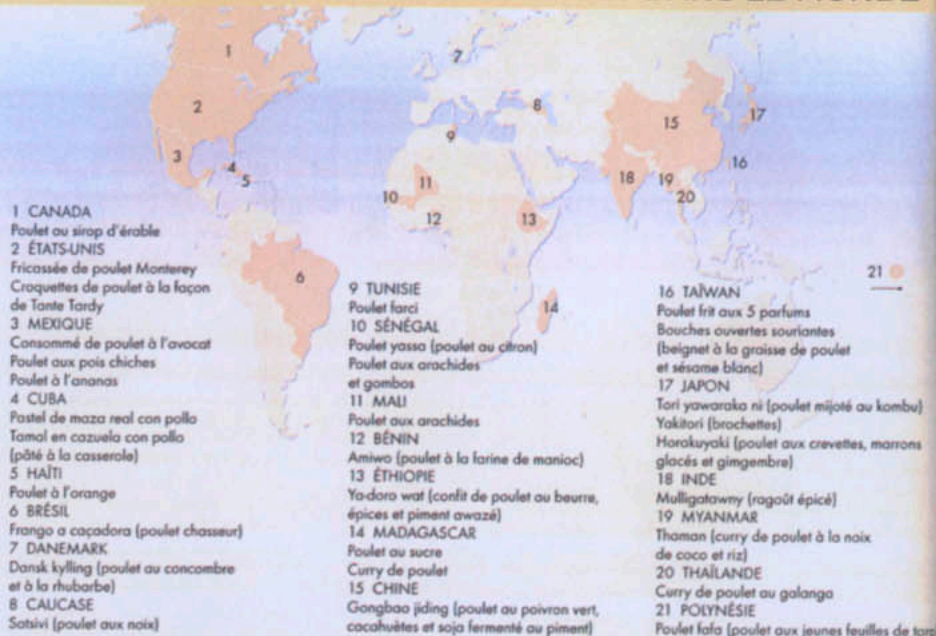 DANS LE MONDE
1
2
3
4
5
6
7
8
9
10
11
12
13
14
15
16
17
18
19
20
21
1 CANADA
Poulet au sirop d'érable
2 ÉTATS-UNIS
Fricassée de poulet Monterey
Croquettes de poulet à la façon
de Tante Tardy
3 MEXIQUE
Consommé de poulet à l'avocat
Poulet aux pois chiches
Poulet à l'ananas
4 CUBA
Pastel de maza real con pollo
Tamal en cazuela con pollo
(pâté à la casserole)
5 HAÏTI
Poulet à l'orange
6 BRÉSIL
Frango a caçadora (poulet chasseur)
7 DANEMARK
Dansk kylling (poulet au concombre
et à la rhubarbe)
8 CAUCASE
Satsivi (poulet aux noix)
9 TUNISIE
Poulet farci
10 SÉNÉGAL
Poulet yassa (poulet au citron)
Poulet aux arachides
et gombos
11 MALI
Poulet aux arachides
12 BÉNIN
Amiwo (poulet à la farine de manioc)
13 ÉTHIOPIE
Ya-doro wat (confit de poulet au beurre,
épices et piment awazé)
14 MADAGASCAR
Poulet au sucre
Curry de poulet
15 CHINE
Gongbao jiding (poulet au poivron vert,
cacahuètes et soja fermenté au piment)
16 TAÏWAN
Poulet frit aux 5 parfums
Bouches ouvertes souriantes
(beignet à la graisse de poulet
et sésame blanc)
17 JAPON
Tori yawaraka ni (poulet mijoté au kombu)
Yakitori (brochettes)
Horakuyaki (poulet aux crevettes, marrons
glacés et gimgembre)
18 INDE
Mulligatawny (ragoût épicé)
19 MYANMAR
Thaman (curry de poulet à la noix
de coco et riz)
20 THAÏLANDE
Curry de poulet au galanga
21 POLYNÉSIE
Poulet fafa (poulet aux jeunes feuilles de